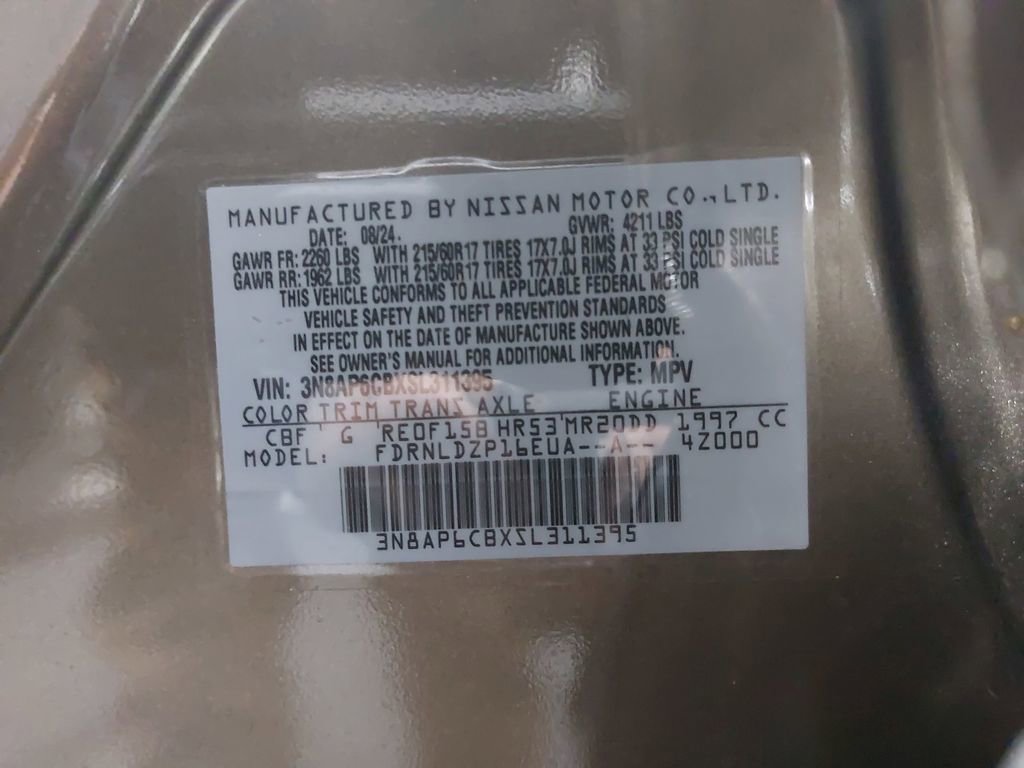 MANUFACTURED BY NISSAN MOTOR CO., LTD.
DATE: 08/24. GVWR: 4211 LBS
GAWR FR: 2260 LBS WITH 215/60R17 TIRES 17X7.0J RIMS AT 33 PSI COLD SINGLE
GAWR RR: 1962 LBS WITH 215/60R17 TIRES 17X7.0J RIMS AT 33 PSI COLD SINGLE
THIS VEHICLE CONFORMS TO ALL APPLICABLE FEDERAL MOTOR
VEHICLE SAFETY AND THEFT PREVENTION STANDARDS
IN EFFECT ON THE DATE OF MANUFACTURE SHOWN ABOVE.
SEE OWNER'S MANUAL FOR ADDITIONAL INFORMATION.
VIN: 3N8AP6CBXSL311395 TYPE: MPV
COLOR TRIM TRANS AXLE ENGINE
CBF ' G ' RE0F15B HR53'MR20DD 1997 CC
MODEL: FDRNLDZP16EUA--A-- 4Z000
3N8AP6CBXSL311395